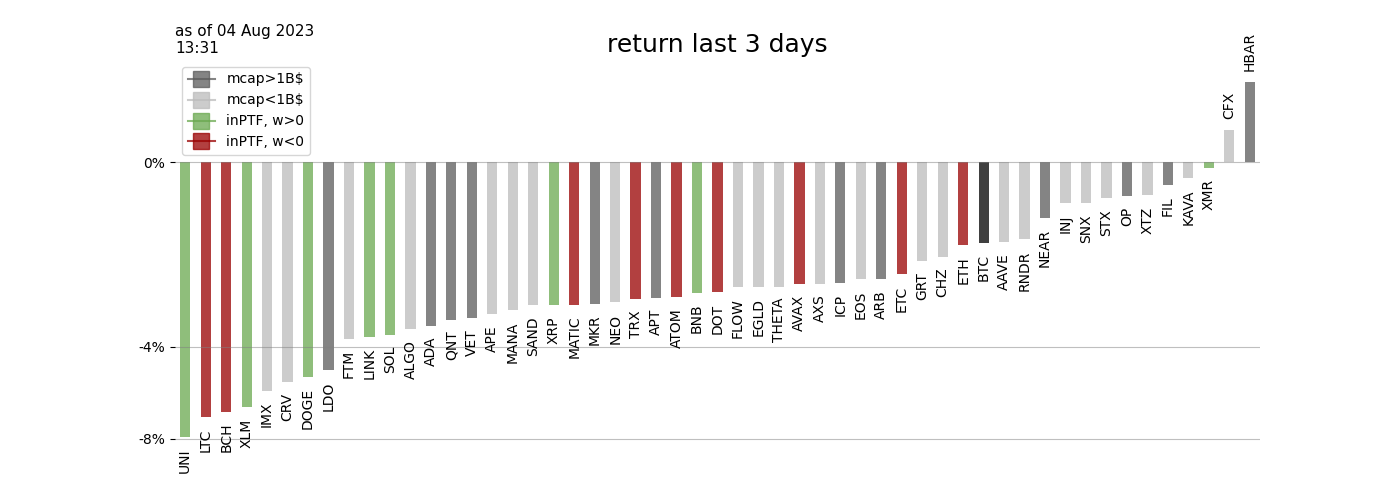 as of 04 Aug 2023
13:31
return last 3 days
mcap>1B$
mcap<1B$
inPTF, w>0
inPTF, w<0
0%
-4%
-8%
UNI
LTC
BCH
XLM
IMX
CRV
DOGE
LDO
FTM
LINK
SOL
ALGO
ADA
QNT
VET
APE
MANA
SAND
XRP
MATIC
MKR
NEO
TRX
APT
ATOM
BNB
DOT
FLOW
EGLD
THETA
AVAX
AXS
ICP
EOS
ARB
ETC
GRT
CHZ
ETH
BTC
AAVE
RNDR
NEAR
INJ
SNX
STX
OP
XTZ
FIL
KAVA
XMR
CFX
HBAR